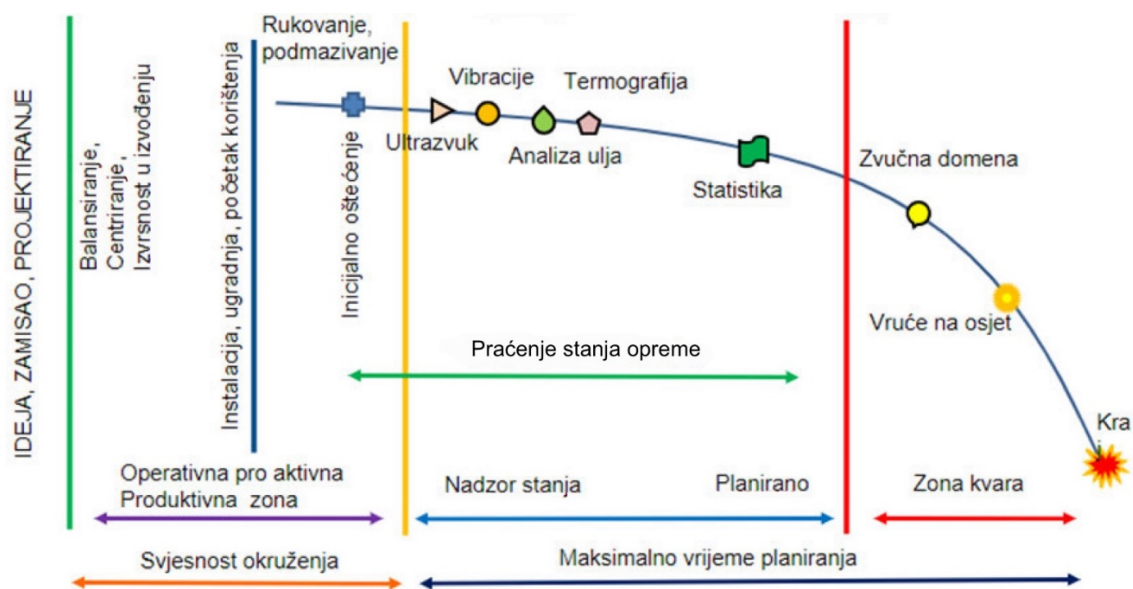 IDEJA, ZAMISAO, PROJEKTIRANJE
Balansiranje,
Centriranje,
Izvrsnost u izvođenju
Instalacija, ugradnja, početak korištenja
Rukovanje,
podmazivanje
Inicijalno oštećenje
Ultrazvuk
Vibracije
Analiza ulja
Termografija
Statistika
Zvučna domena
Vruće na osjet
Praćenje stanja opreme
Kra
j
Operativna pro aktivna
Produktivna zona
Nadzor stanja
Planirano
Zona kvara
Svjesnost okruženja
Maksimalno vrijeme planiranja